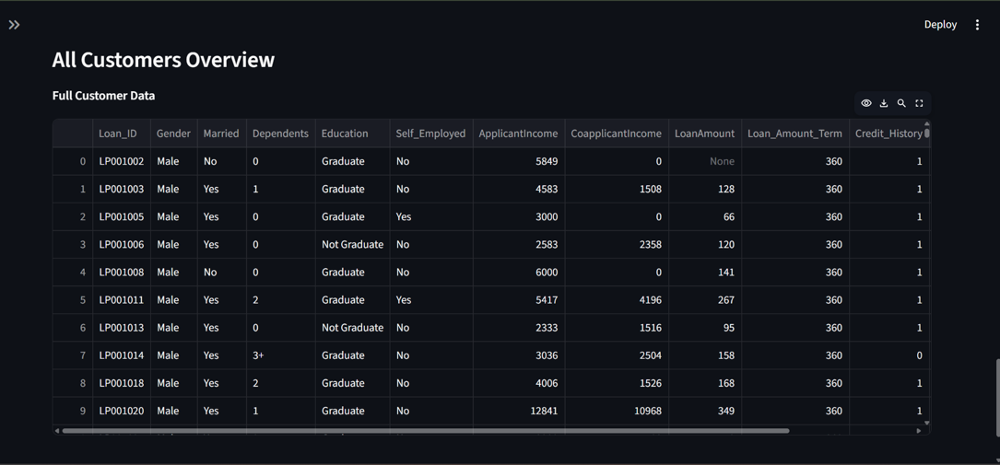 Deploy
All Customers Overview
Full Customer Data
Loan_ID Gender Married Dependents Education Self_Employed ApplicantIncome CoapplicantIncome LoanAmount Loan_Amount_Term Credit_History
0 LP001002 Male No 0 Graduate No 5849 0 None 360 1
1 LP001003 Male Yes 1 Graduate No 4583 1508 128 360 1
2 LP001005 Male Yes 0 Graduate Yes 3000 0 66 360 1
3 LP001006 Male Yes 0 Not Graduate No 2583 2358 120 360 1
4 LP001008 Male No 0 Graduate No 6000 0 141 360 1
5 LP001011 Male Yes 2 Graduate Yes 5417 4196 267 360 1
6 LP001013 Male Yes 0 Not Graduate No 2333 1516 95 360 1
7 LP001014 Male Yes 3+ Graduate No 3036 2504 158 360 0
8 LP001018 Male Yes 2 Graduate No 4006 1526 168 360 1
9 LP001020 Male Yes 1 Graduate No 12841 10968 349 360 1